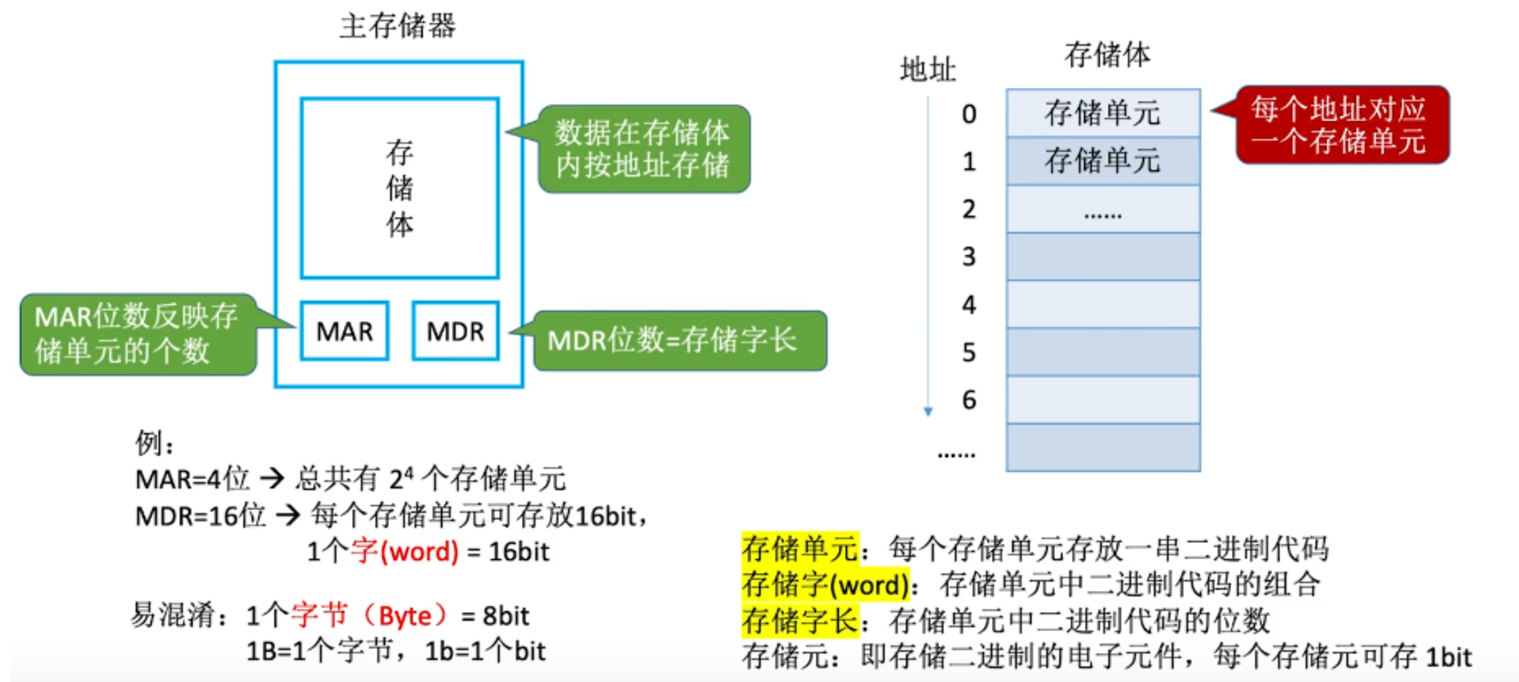 主存储器
存
储
体
数据在存储体
内按地址存储
MAR位数反映存
储单元的个数
MAR
MDR
MDR位数=存储字长
例：
MAR=4位 → 总共有 2⁴ 个存储单元
MDR=16位 → 每个存储单元可存放16bit，
1个字(word) = 16bit
易混淆：1个字节（Byte）= 8bit
1B=1个字节，1b=1个bit
存储体
地址
0
存储单元
1
存储单元
2
……
3
4
5
6
……
每个地址对应
一个存储单元
存储单元：每个存储单元存放一串二进制代码
存储字(word)：存储单元中二进制代码的组合
存储字长：存储单元中二进制代码的位数
存储元：即存储二进制的电子元件，每个存储元可存 1bit